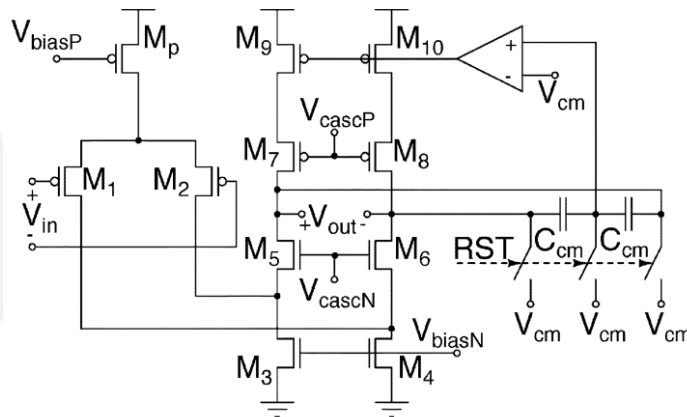 V_biasP
M_p
M_9
M_10
+
-
V_cm
V_cascP
M_7
M_8
M_1
M_2
+
V_in
-
+ V_out -
M_5
M_6
RST
C_cm
C_cm
V_cascN
V_cm
V_cm
V_cm
V_biasN
M_3
M_4